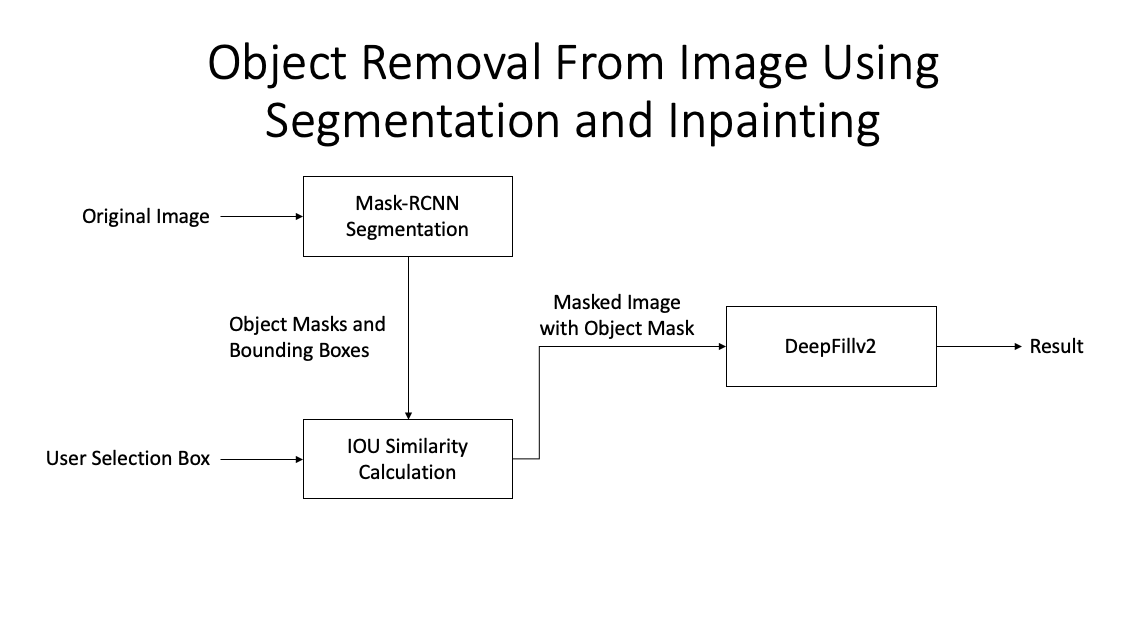 Object Removal From Image Using
Segmentation and Inpainting
Original Image
Mask-RCNN
Segmentation
Object Masks and
Bounding Boxes
Masked Image
with Object Mask
DeepFillv2
Result
User Selection Box
IOU Similarity
Calculation